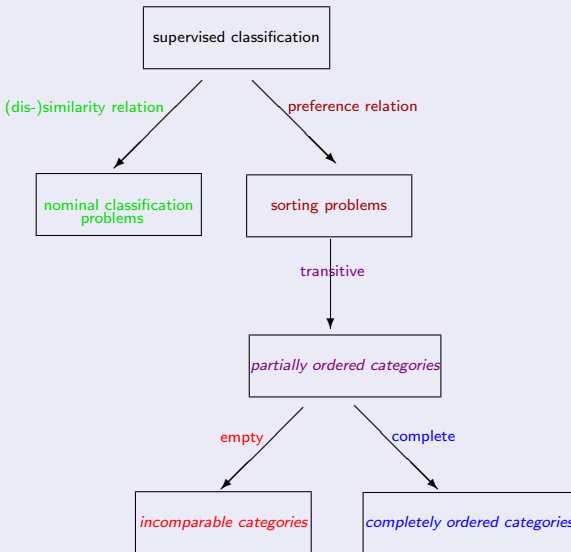 supervised classification
(dis-)similarity relation
preference relation
nominal classification
problems
sorting problems
transitive
partially ordered categories
empty
complete
incomparable categories
completely ordered categories